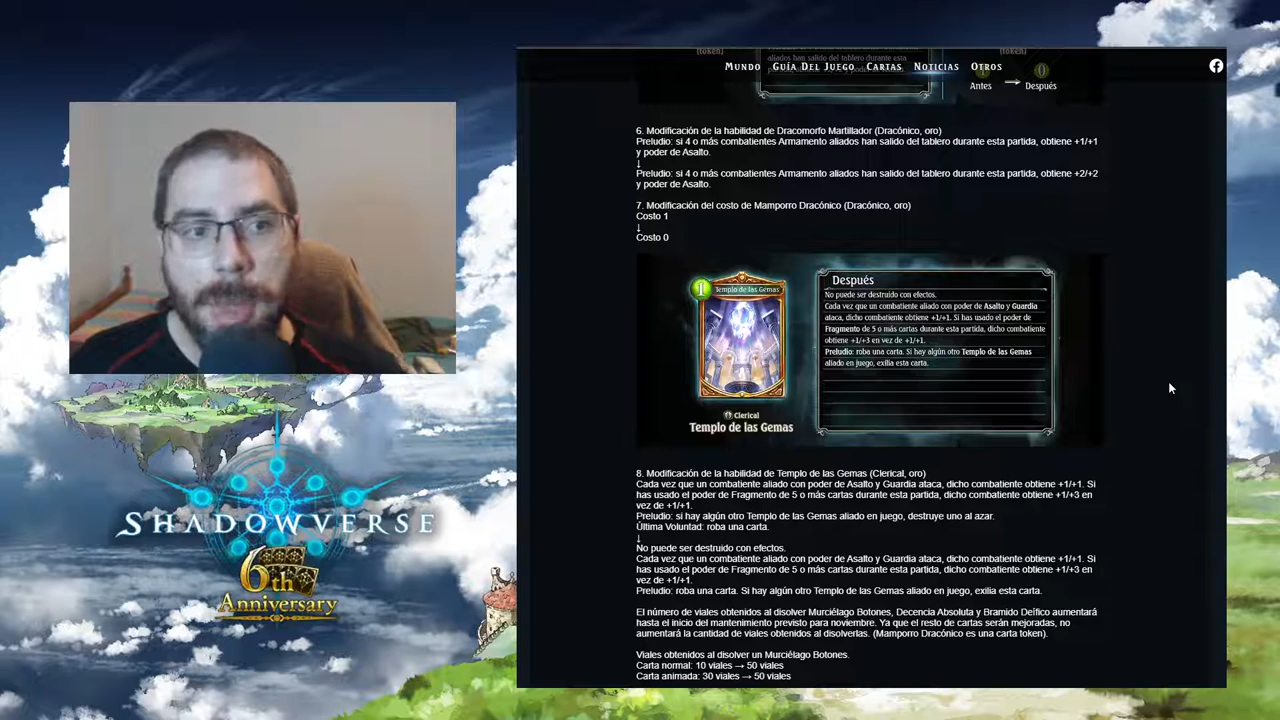 (token)
(token)
aliados han salido del tablero durante esta
MUNDO GUÍA DEL JUEGO CARTAS NOTICIAS OTROS
1 0
Antes → Después
6. Modificación de la habilidad de Dracomorfo Martillador (Dracónico, oro)
Preludio: si 4 o más combatientes Armamento aliados han salido del tablero durante esta partida, obtiene +1/+1
y poder de Asalto.
↓
Preludio: si 4 o más combatientes Armamento aliados han salido del tablero durante esta partida, obtiene +2/+2
y poder de Asalto.
7. Modificación del costo de Mamporro Dracónico (Dracónico, oro)
Costo 1
↓
Costo 0
1 Templo de las Gemas
Clerical
Templo de las Gemas
Después
No puede ser destruido con efectos.
Cada vez que un combatiente aliado con poder de Asalto y Guardia
ataca, dicho combatiente obtiene +1/+1. Si has usado el poder de
Fragmento de 5 o más cartas durante esta partida, dicho combatiente
obtiene +1/+3 en vez de +1/+1.
Preludio: roba una carta. Si hay algún otro Templo de las Gemas
aliado en juego, exilia esta carta.
8. Modificación de la habilidad de Templo de las Gemas (Clerical, oro)
Cada vez que un combatiente aliado con poder de Asalto y Guardia ataca, dicho combatiente obtiene +1/+1. Si
has usado el poder de Fragmento de 5 o más cartas durante esta partida, dicho combatiente obtiene +1/+3 en
vez de +1/+1.
Preludio: si hay algún otro Templo de las Gemas aliado en juego, destruye uno al azar.
Última Voluntad: roba una carta.
↓
No puede ser destruido con efectos.
Cada vez que un combatiente aliado con poder de Asalto y Guardia ataca, dicho combatiente obtiene +1/+1. Si
has usado el poder de Fragmento de 5 o más cartas durante esta partida, dicho combatiente obtiene +1/+3 en
vez de +1/+1.
Preludio: roba una carta. Si hay algún otro Templo de las Gemas aliado en juego, exilia esta carta.
El número de viales obtenidos al disolver Murciélago Botones, Decencia Absoluta y Bramido Deífico aumentará
hasta el inicio del mantenimiento previsto para noviembre. Ya que el resto de cartas serán mejoradas, no
aumentará la cantidad de viales obtenidos al disolverlas. (Mamporro Dracónico es una carta token).
Viales obtenidos al disolver un Murciélago Botones.
Carta normal: 10 viales → 50 viales
Carta animada: 30 viales → 50 viales
SHADOWVERSE
6th
Anniversary